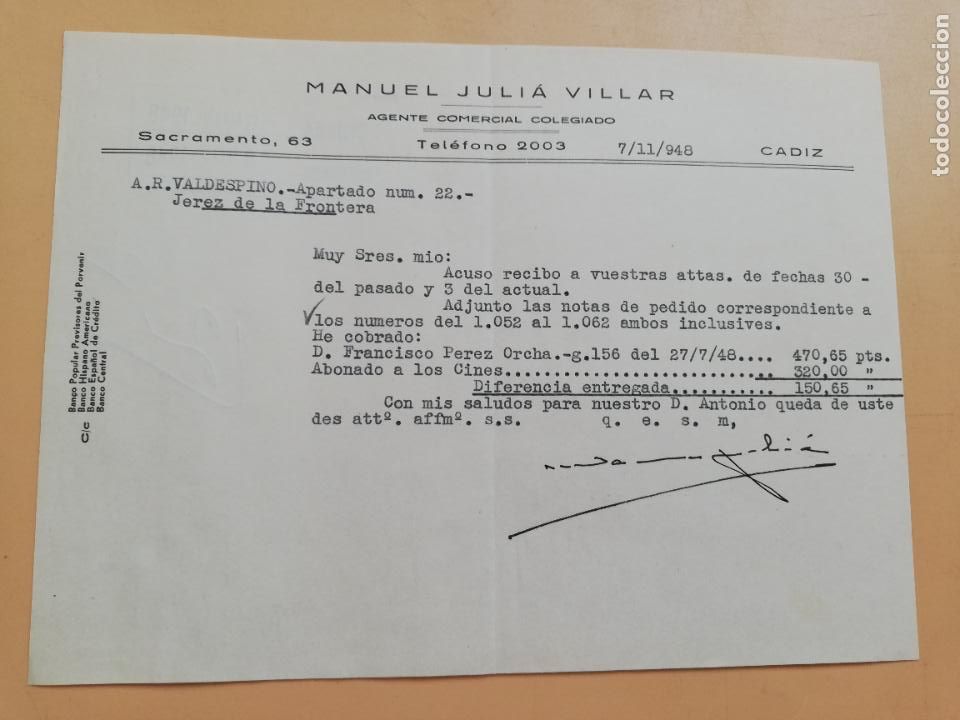 MANUEL JULIÁ VILLAR
AGENTE COMERCIAL COLEGIADO
Sacramento, 63 Teléfono 2003 7/11/948 CADIZ
A.R.VALDESPINO.-Apartado num. 22.-
Jerez de la Frontera
Muy Sres. mio:
Acuso recibo a vuestras attas. de fechas 30 -
del pasado y 3 del actual.
Adjunto las notas de pedido correspondiente a
los numeros del 1.052 al 1.062 ambos inclusives.
He cobrado:
D. Francisco Perez Orcha.-g.156 del 27/7/48.... 470,65 pts.
Abonado a los Cines........................... 320,00 "
Diferencia entregada........... 150,65 "
Con mis saludos para nuestro D. Antonio queda de uste
des attº. affmº. s.s. q. e. s. m,
C/c
Banco Popular Previsores del Porvenir
Banco Hispano Americano
Banco Español de Crédito
Banco Central
todocoleccion